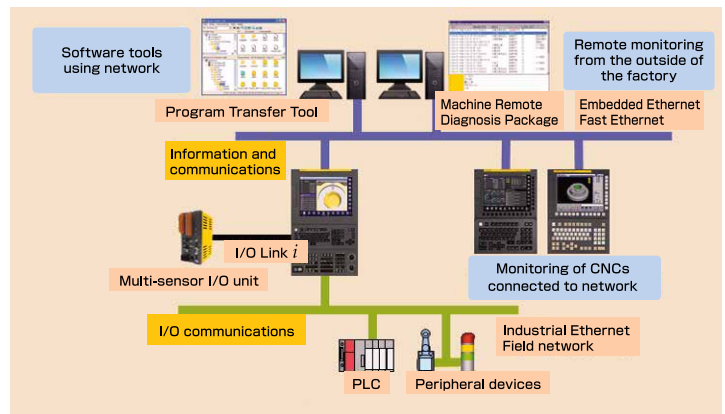 Software tools
using network
Program Transfer Tool
Machine Remote
Diagnosis Package
Remote monitoring
from the outside of
the factory
Embedded Ethernet
Fast Ethernet
Information and
communications
I/O Link i
Multi-sensor I/O unit
Monitoring of CNCs
connected to network
I/O communications
Industrial Ethernet
Field network
PLC
Peripheral devices